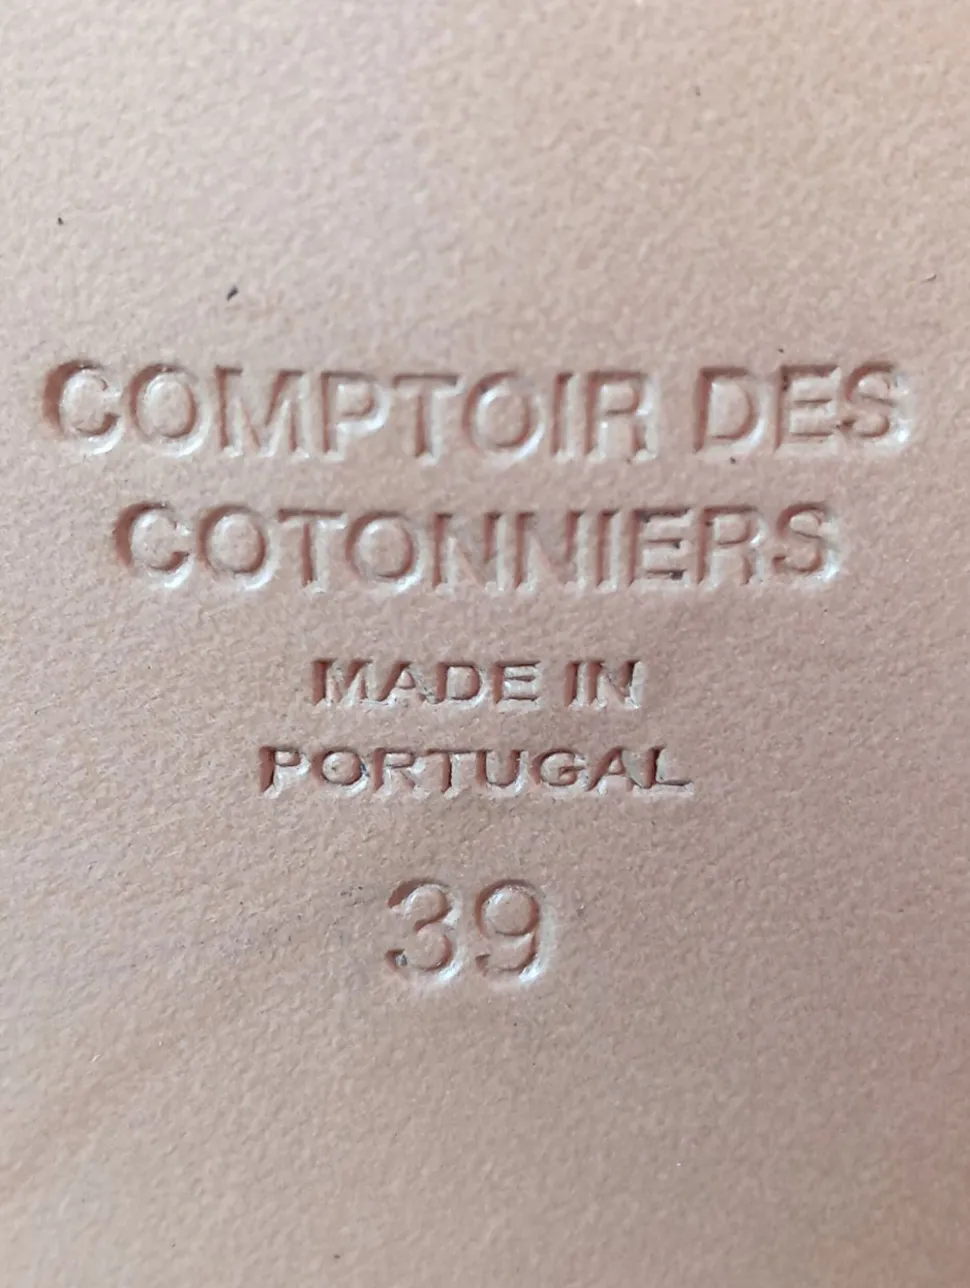 COMPTOIR DES
COTONNIERS
MADE IN
PORTUGAL
39